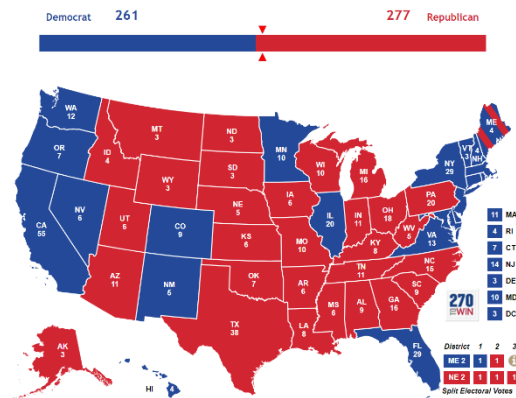 Democrat 261 277 Republican
WA
12
OR
7
CA
55
NV
6
ID
4
MT
3
WY
3
UT
6
AZ
11
CO
9
NM
5
ND
3
SD
3
NE
5
KS
6
OK
7
TX
38
MN
10
IA
6
MO
10
AR
6
LA
8
WI
10
IL
20
MI
16
IN
11
OH
18
KY
8
TN
11
MS
6
AL
9
GA
16
FL
29
SC
9
NC
15
VA
13
WV
5
PA
20
NY
29
VT
3
4
NH
ME
4
AK
3
HI
4
11 MA
4 RI
7 CT
14 NJ
3 DE
10 MD
3 DC
270
TO WIN
District 1 2 3
ME 2 1 1
NE 2 1 1 1
Split Electoral Votes